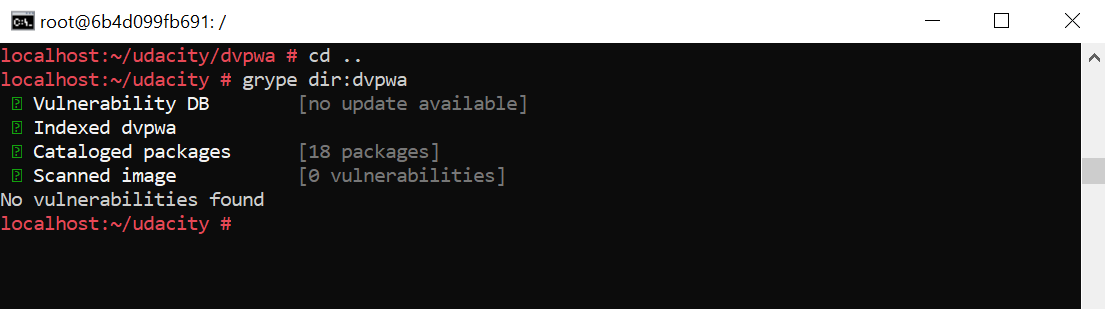 root@6b4d099fb691: /
localhost:~/udacity/dvpwa # cd ..
localhost:~/udacity # grype dir:dvpwa
Vulnerability DB [no update available]
Indexed dvpwa
Cataloged packages [18 packages]
Scanned image [0 vulnerabilities]
No vulnerabilities found
localhost:~/udacity #